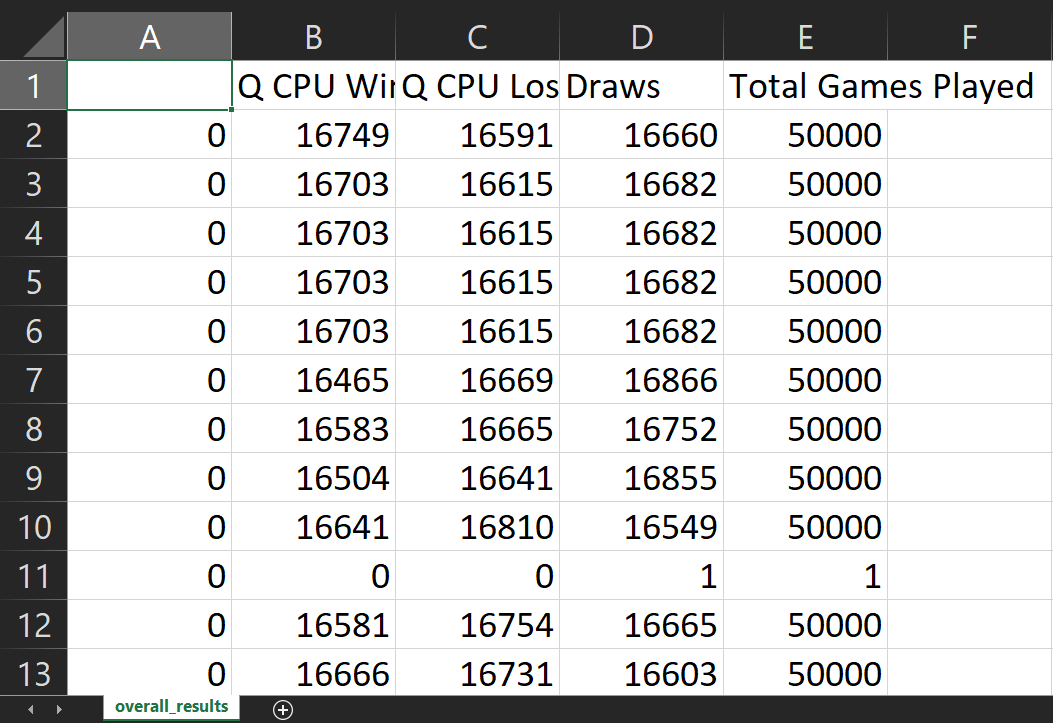 A B C D E F
1 Q CPU Wir Q CPU Los Draws Total Games Played
2 0 16749 16591 16660 50000
3 0 16703 16615 16682 50000
4 0 16703 16615 16682 50000
5 0 16703 16615 16682 50000
6 0 16703 16615 16682 50000
7 0 16465 16669 16866 50000
8 0 16583 16665 16752 50000
9 0 16504 16641 16855 50000
10 0 16641 16810 16549 50000
11 0 0 0 1 1
12 0 16581 16754 16665 50000
13 0 16666 16731 16603 50000
overall_results